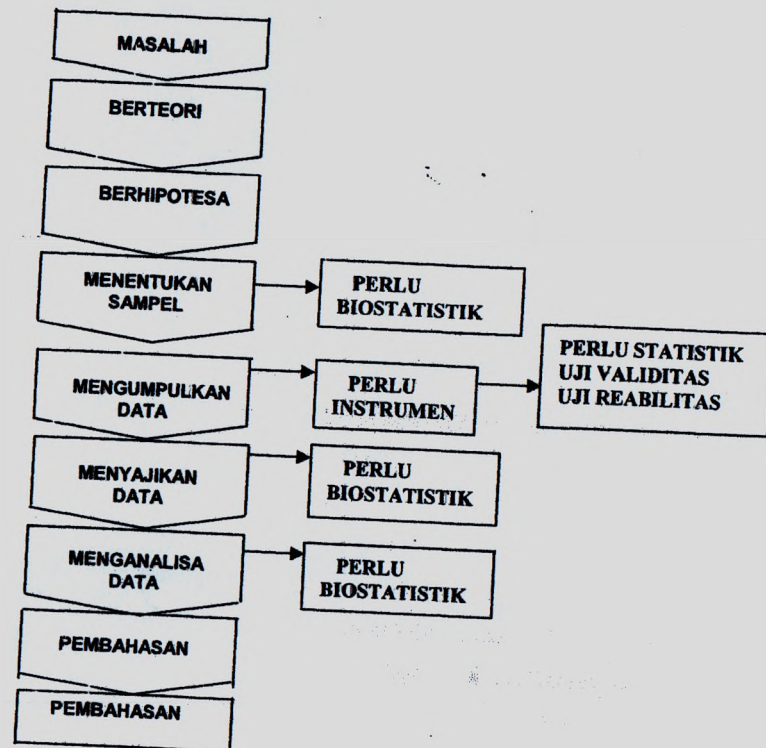 MASALAH
BERTEORI
BERHIPOTESA
MENENTUKAN
SAMPEL
PERLU
BIOSTATISTIK
MENGUMPULKAN
DATA
PERLU
INSTRUMEN
PERLU STATISTIK
UJI VALIDITAS
UJI REABILITAS
MENYAJIKAN
DATA
PERLU
BIOSTATISTIK
MENGANALISA
DATA
PERLU
BIOSTATISTIK
PEMBAHASAN
PEMBAHASAN